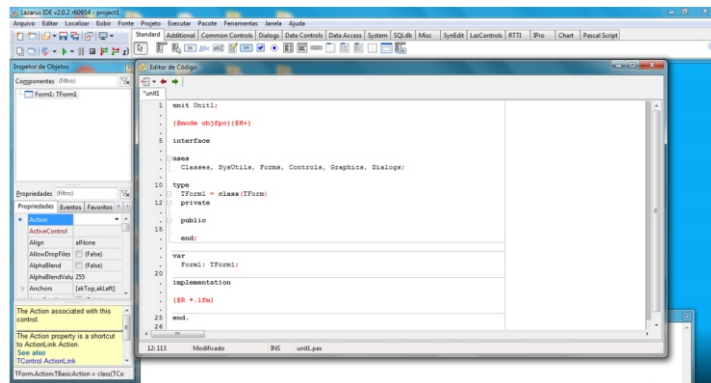 Lazarus IDE v2.0.2 r60954 - project1
Arquivo Editar Localizar Exibir Fonte Projeto Executar Pacote Ferramentas Janela Ajuda
Standard Additional Common Controls Dialogs Data Controls Data Access System SQLdb Misc SynEdit LazControls RTTI IPro Chart Pascal Script
Abc
Inspetor de Objetos
Componentes (filtro)
Form1: TForm1
Propriedades (filtro)
Propriedades Eventos Favoritos
Action
ActiveControl
Align alNone
AllowDropFiles (False)
AlphaBlend (False)
AlphaBlendValu 255
Anchors [akTop,akLeft]
The Action associated with this
control.
The Action property is a shortcut
to ActionLink.Action.
See also
TControl.ActionLink
TForm.Action:TBasicAction = class(TCo
Editor de Código
*unit1
1 unit Unit1;
{$mode objfpc}{$H+}
5 interface
uses
Classes, SysUtils, Forms, Controls, Graphics, Dialogs;
10 type
TForm1 = class(TForm)
12 private
public
15
end;
var
Form1: TForm1;
20
implementation
{$R *.lfm}
25 end.
26
12: 113 Modificado INS unit1.pas